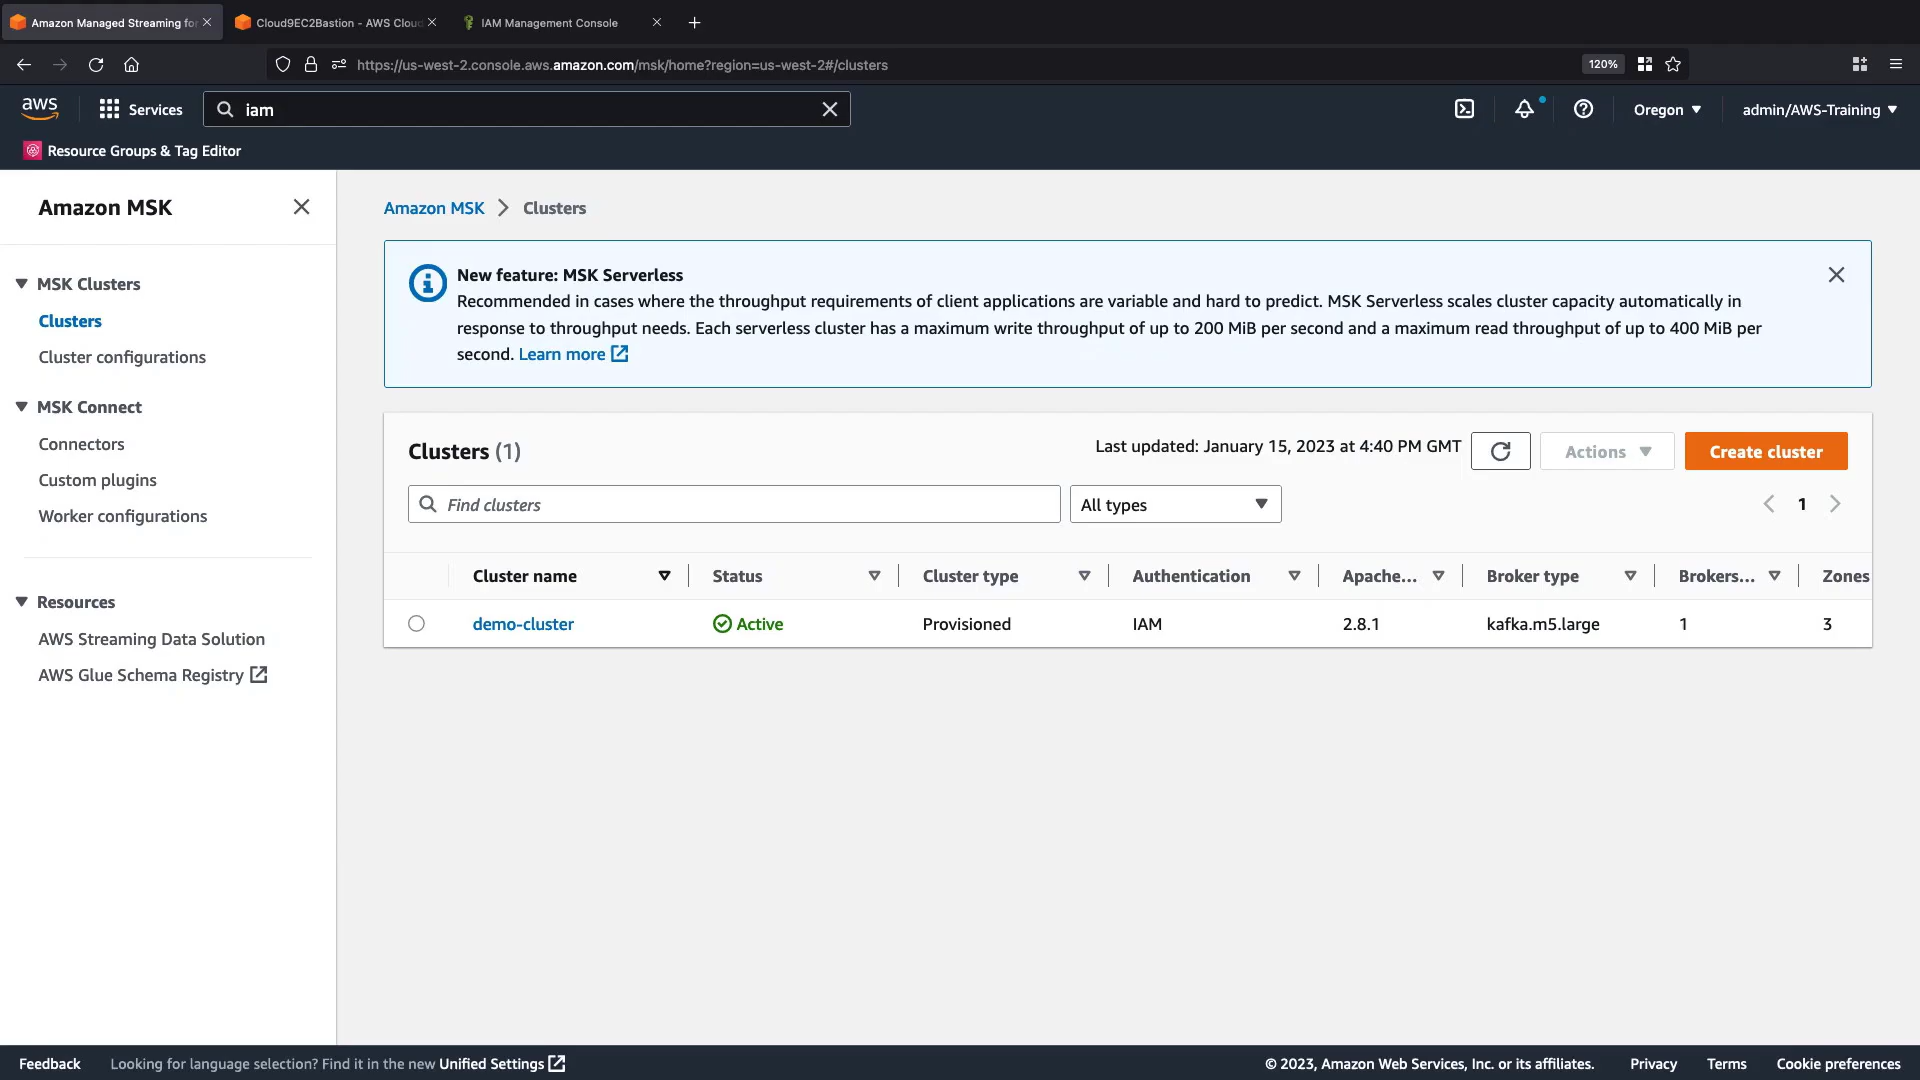 Amazon Managed Streaming for
Cloud9EC2Bastion - AWS Cloud
IAM Management Console
https://us-west-2.console.aws.amazon.com/msk/home?region=us-west-2#/clusters
120%
aws
Services
iam
Oregon
admin/AWS-Training
Resource Groups & Tag Editor
Amazon MSK
MSK Clusters
Clusters
Cluster configurations
MSK Connect
Connectors
Custom plugins
Worker configurations
Resources
AWS Streaming Data Solution
AWS Glue Schema Registry
Amazon MSK > Clusters
New feature: MSK Serverless
Recommended in cases where the throughput requirements of client applications are variable and hard to predict. MSK Serverless scales cluster capacity automatically in
response to throughput needs. Each serverless cluster has a maximum write throughput of up to 200 MiB per second and a maximum read throughput of up to 400 MiB per
second. Learn more
Clusters (1)
Last updated: January 15, 2023 at 4:40 PM GMT
Actions
Create cluster
Find clusters
All types
1
Cluster name Status Cluster type Authentication Apache... Broker type Brokers... Zones
demo-cluster Active Provisioned IAM 2.8.1 kafka.m5.large 1 3
Feedback
Looking for language selection? Find it in the new Unified Settings
© 2023, Amazon Web Services, Inc. or its affiliates.
Privacy
Terms
Cookie preferences